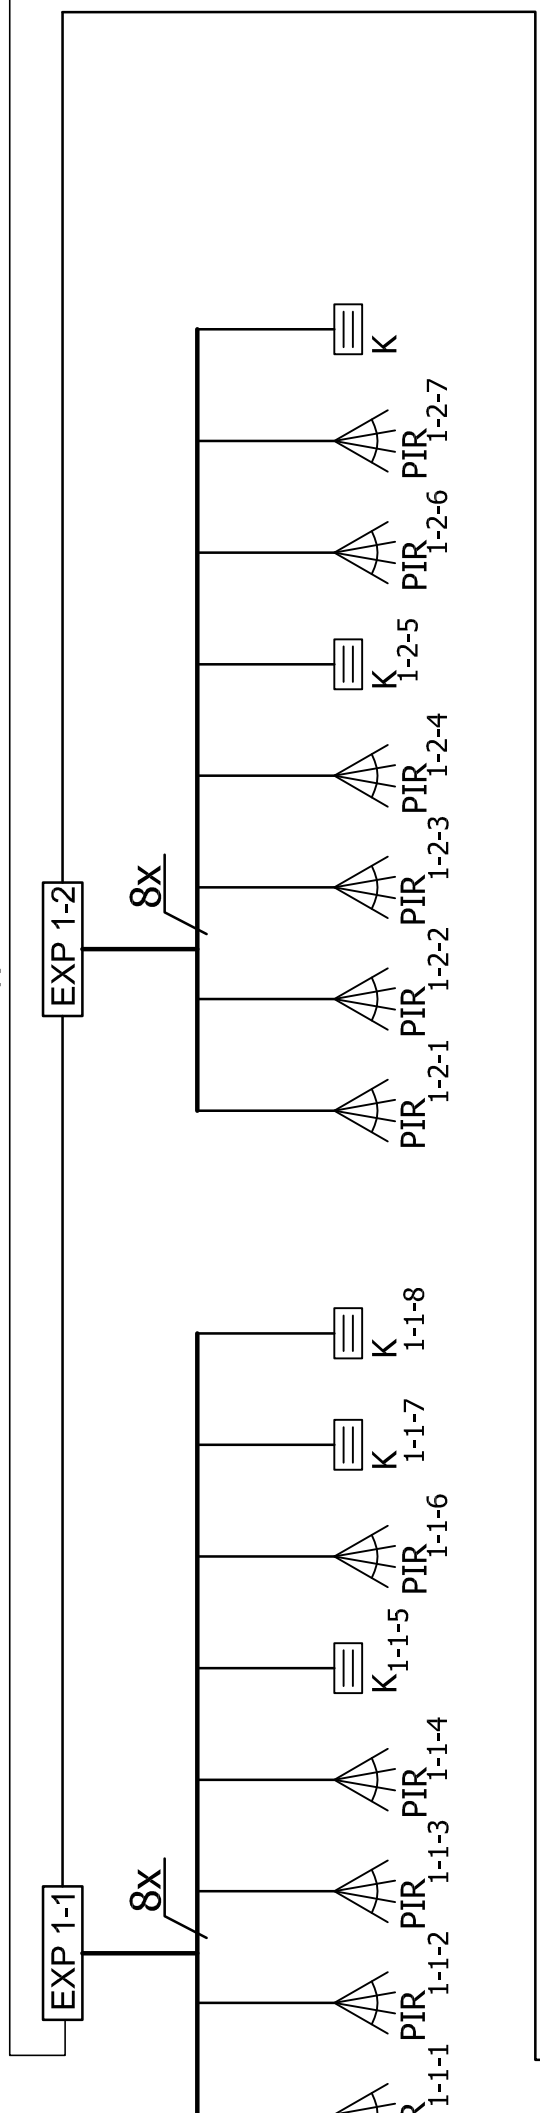 EXP 1-1
8x
PIR 1-1-2
PIR 1-1-3
PIR 1-1-4
K 1-1-5
PIR 1-1-6
K 1-1-7
K 1-1-8
1-1-1
EXP 1-2
8x
PIR 1-2-1
PIR 1-2-2
PIR 1-2-3
PIR 1-2-4
K 1-2-5
PIR 1-2-6
PIR 1-2-7
K